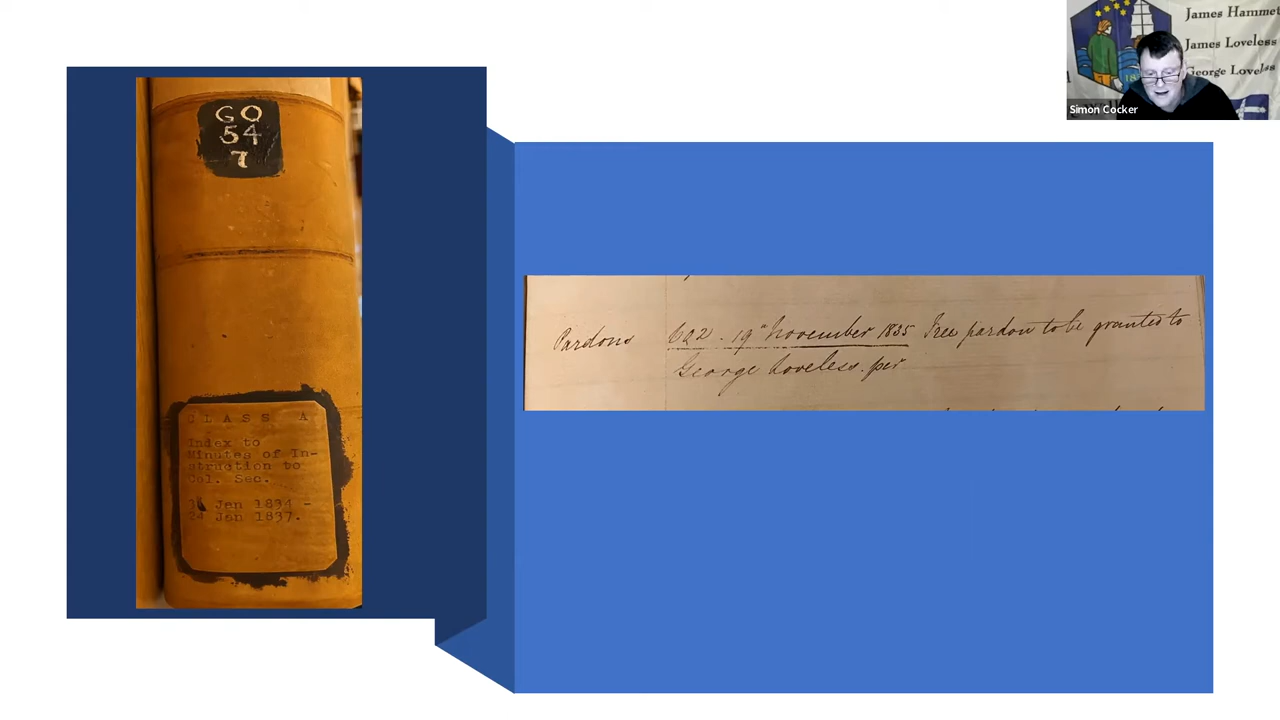 GO
54
7
CLASS A
Index to
Minutes of In-
struction to
Col. Sec.
Jan 1834 -
24 Jan 1837.
Pardons 622. 19th November 1835 Free pardon to be granted to
George Loveless. per
James Hammet
James Loveless
George Lovelss
Simon Cocker